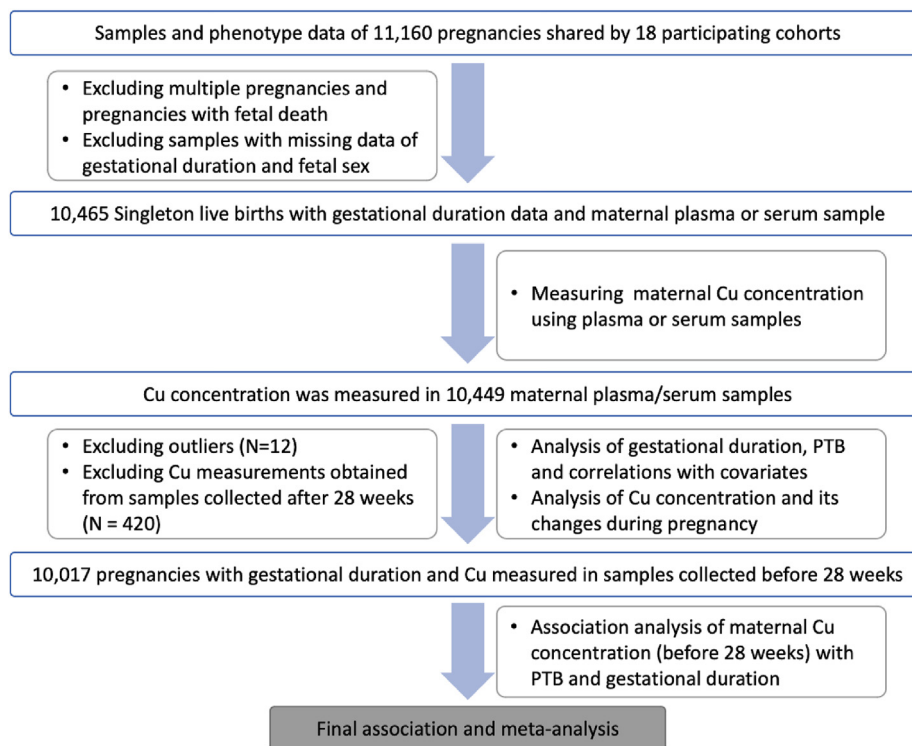 Samples and phenotype data of 11,160 pregnancies shared by 18 participating cohorts
• Excluding multiple pregnancies and
pregnancies with fetal death
• Excluding samples with missing data of
gestational duration and fetal sex
10,465 Singleton live births with gestational duration data and maternal plasma or serum sample
• Measuring maternal Cu concentration
using plasma or serum samples
Cu concentration was measured in 10,449 maternal plasma/serum samples
• Excluding outliers (N=12)
• Excluding Cu measurements obtained
from samples collected after 28 weeks
(N = 420)
• Analysis of gestational duration, PTB
and correlations with covariates
• Analysis of Cu concentration and its
changes during pregnancy
10,017 pregnancies with gestational duration and Cu measured in samples collected before 28 weeks
• Association analysis of maternal Cu
concentration (before 28 weeks) with
PTB and gestational duration
Final association and meta-analysis